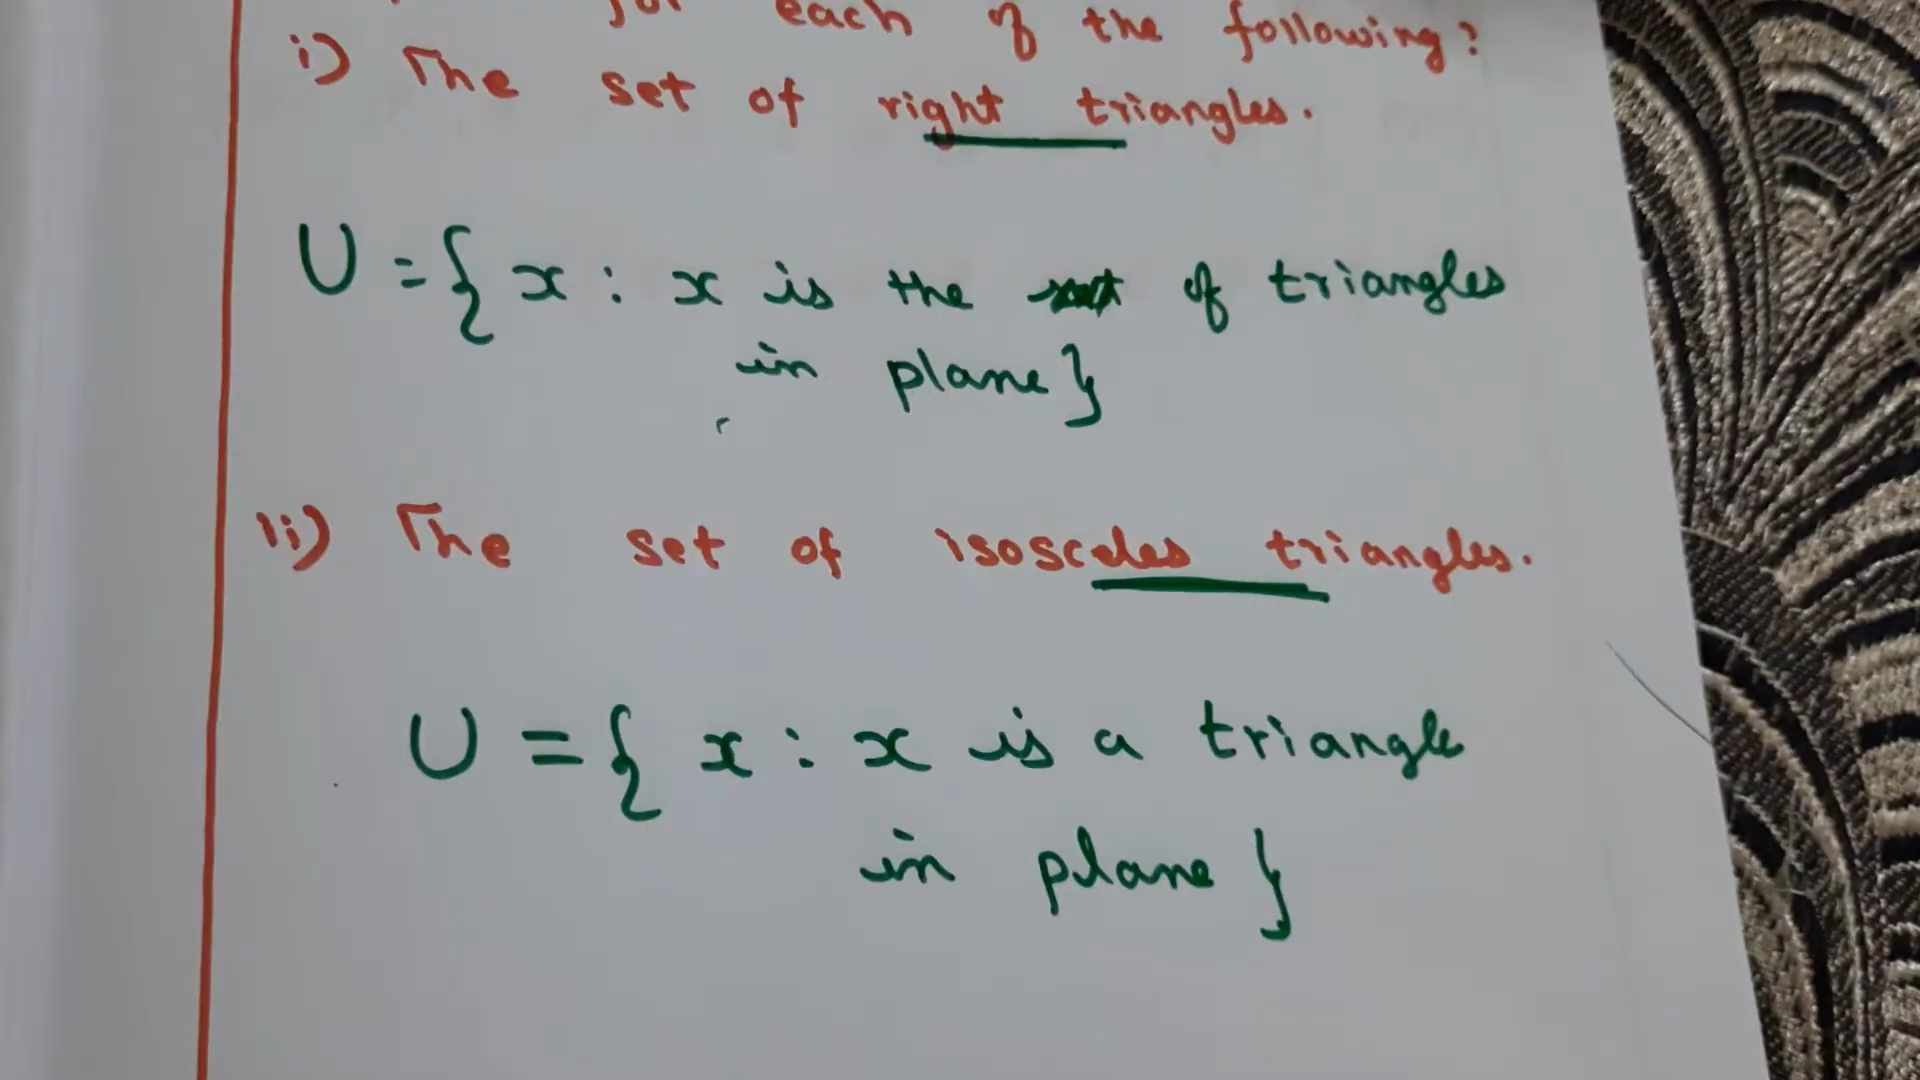 for each of the following?
i) The set of right triangles.
U = { x : x is the set of triangles
in plane }
ii) The set of isosceles triangles.
U = { x : x is a triangle
in plane }